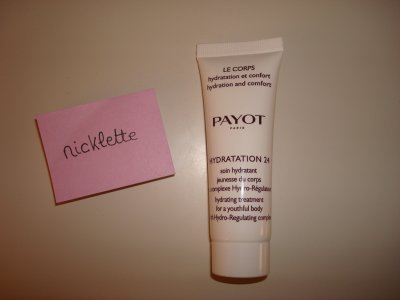 nicklette
LE CORPS
hydratation et confort
hydration and comfort
PAYOT
PARIS
HYDRATATION 24
soin hydratant
jeunesse du corps
complexe Hydro-Régulateur
hydrating treatment
for a youthful body
Hydro-Regulating complex